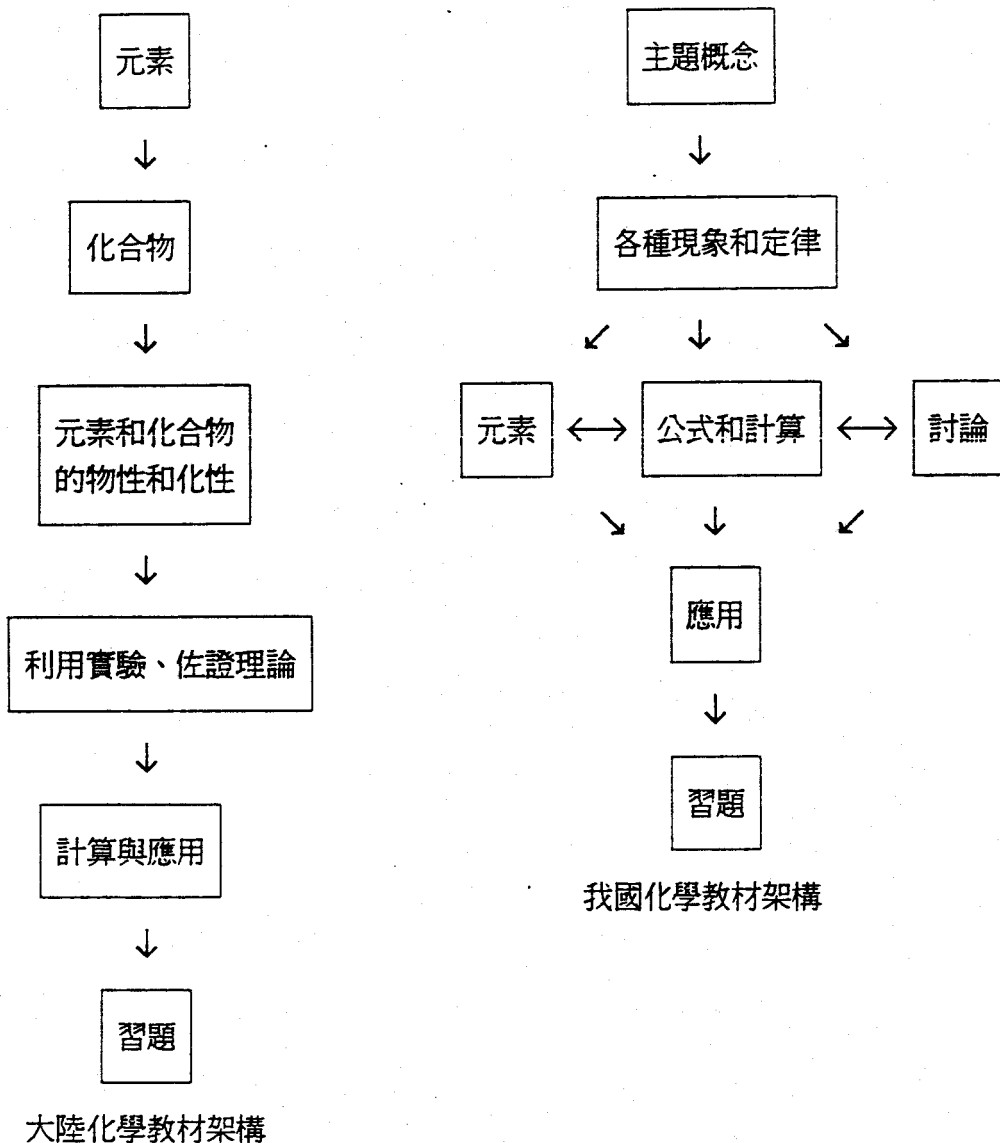 元素
↓
化合物
↓
元素和化合物
的物性和化性
↓
利用實驗、佐證理論
↓
計算與應用
↓
習題
大陸化學教材架構
主題概念
↓
各種現象和定律
↙ ↓ ↘
元素 ←→ 公式和計算 ←→ 討論
↘ ↓ ↙
應用
↓
習題
我國化學教材架構